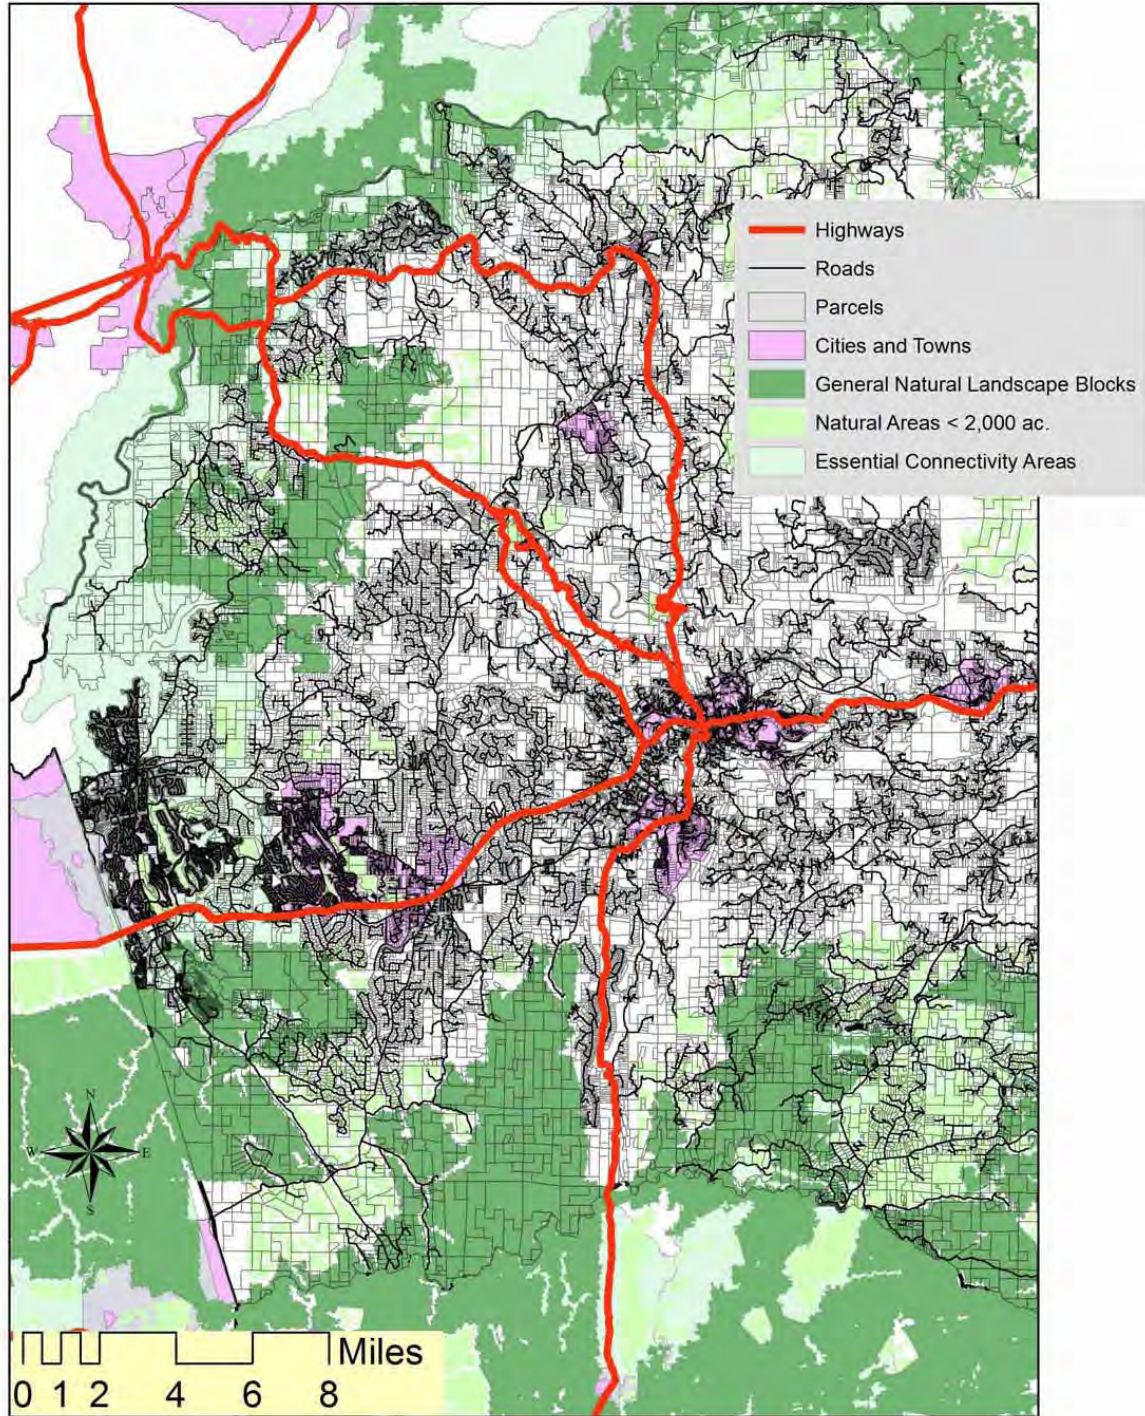 Highways
Roads
Parcels
Cities and Towns
General Natural Landscape Blocks
Natural Areas < 2,000 ac.
Essential Connectivity Areas
N
W E
S
Miles
0 1 2 4 6 8